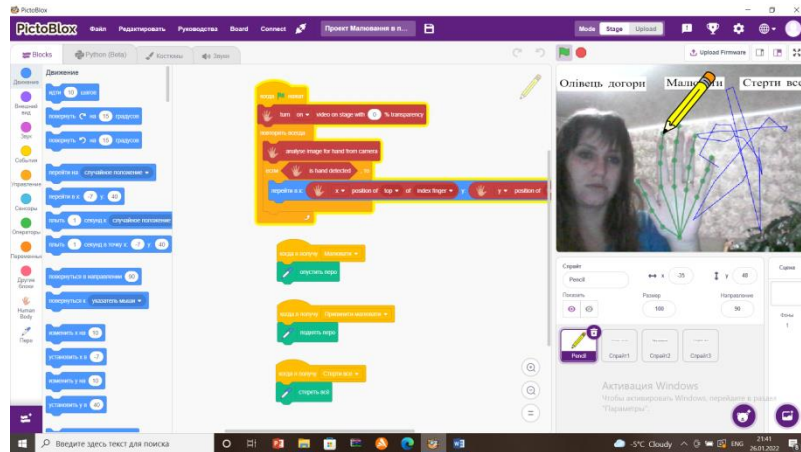 PictoBlox
PictoBlox Файл Редактировать Руководства Board Connect Проект Малювання в п... Mode Stage Upload
Blocks Python (Beta) Костюмы Звуки Upload Firmware
Движение
Движение
Внешний вид
Звук
События
Управление
Сенсоры
Операторы
Переменные
Другие блоки
Human Body
Перо
идти 10 шагов
повернуть 15 градусов
повернуть 15 градусов
перейти на случайное положение
перейти в x: -7 y: 40
плыть 1 секунд к случайное положение
плыть 1 секунд в точку x: -7 y: 40
повернуться в направлении 90
повернуться к указатель мыши
изменить x на 10
установить x в -7
изменить y на 10
установить y в 40
когда нажат
turn on video on stage with 0 % transparency
повторять всегда
analyse image for hand from camera
если is hand detected то
перейти в x: x position of top of index finger y: y position of
когда я получу Малювати
опустить перо
когда я получу Припинити малювати
поднять перо
когда я получу Стерти все
стереть всё
Олівець догори Малювати Стерти все
Спрайт
Pencil x -35 y 48
Показать Размер Направление
100 90
Pencil Спрайт1 Спрайт2 Спрайт3
Сцена
Фоны
1
Активация Windows
Чтобы активировать Windows, перейдите в раздел
"Параметры".
Введите здесь текст для поиска
-5°C Cloudy ENG 21:41
26.01.2022